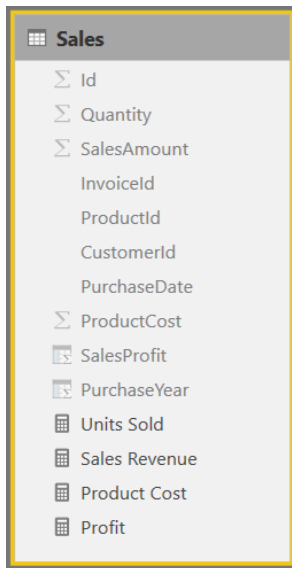 Sales
Id
Quantity
SalesAmount
InvoiceId
ProductId
CustomerId
PurchaseDate
ProductCost
SalesProfit
PurchaseYear
Units Sold
Sales Revenue
Product Cost
Profit